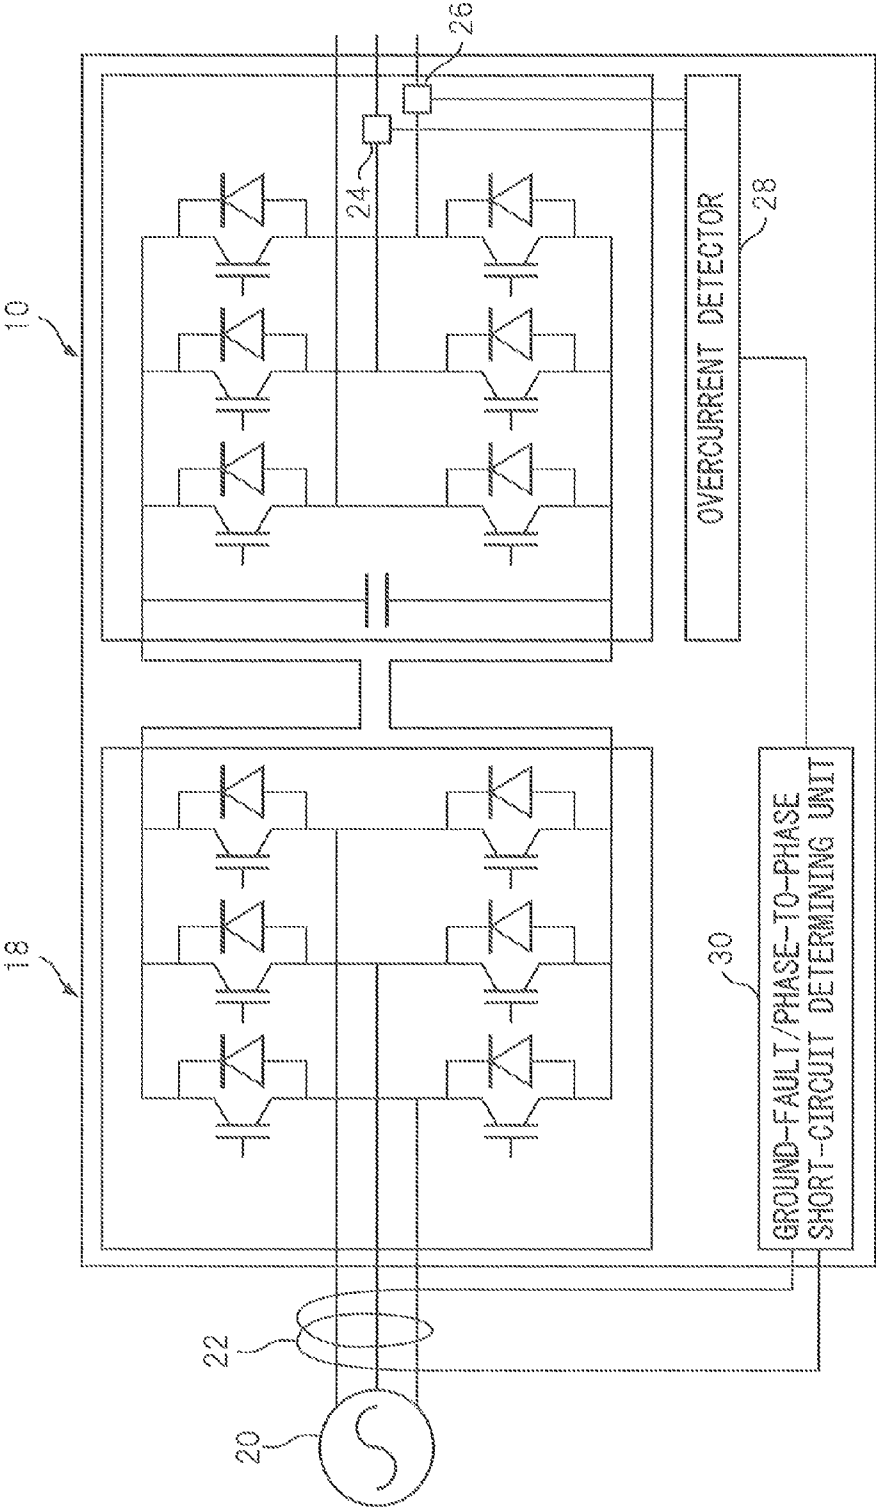 18
10
20
22
24
26
28
OVERCURRENT DETECTOR
30
GROUND-FAULT/PHASE-TO-PHASE
SHORT-CIRCUIT DETERMINING UNIT